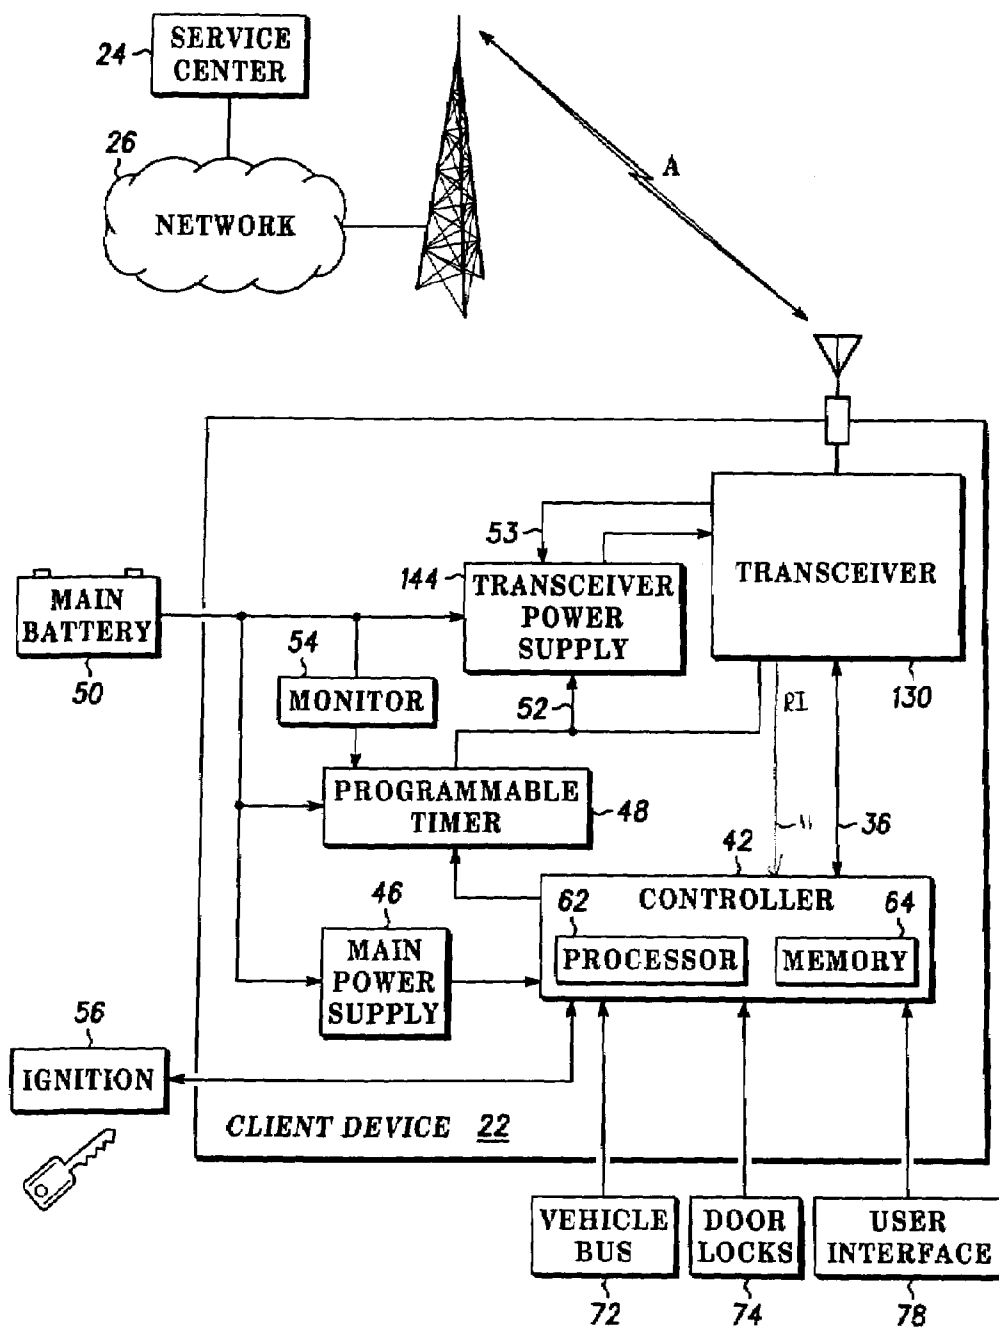 24
SERVICE
CENTER
26
NETWORK
A
53
144
TRANSCEIVER
POWER
SUPPLY
TRANSCEIVER
MAIN
BATTERY
50
54
MONITOR
52
RI
130
PROGRAMMABLE
TIMER
48
36
42
CONTROLLER
46
62
64
MAIN
POWER
SUPPLY
PROCESSOR
MEMORY
56
IGNITION
CLIENT DEVICE 22
VEHICLE
BUS
DOOR
LOCKS
USER
INTERFACE
72
74
78